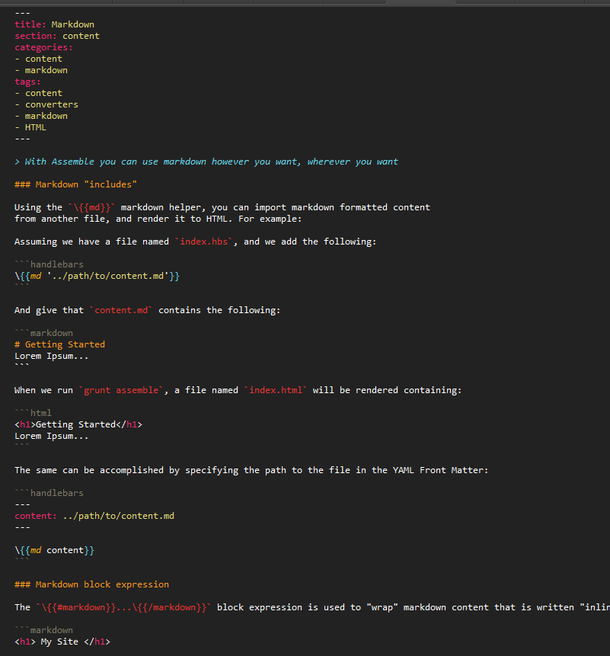 ---
title: Markdown
section: content
categories:
- content
- markdown
tags:
- content
- converters
- markdown
- HTML
---
> With Assemble you can use markdown however you want, wherever you want
### Markdown "includes"
Using the `\{{md}}` markdown helper, you can import markdown formatted content
from another file, and render it to HTML. For example:
Assuming we have a file named `index.hbs`, and we add the following:
```handlebars
\{{md '../path/to/content.md'}}
```
And give that `content.md` contains the following:
```markdown
# Getting Started
Lorem Ipsum...
```
When we run `grunt assemble`, a file named `index.html` will be rendered containing:
```html
<h1>Getting Started</h1>
Lorem Ipsum...
```
The same can be accomplished by specifying the path to the file in the YAML Front Matter:
```handlebars
---
content: ../path/to/content.md
---
\{{md content}}
```
### Markdown block expression
The `\{{#markdown}}...\{{/markdown}}` block expression is used to "wrap" markdown content that is written "inlin
```markdown
<h1> My Site </h1>